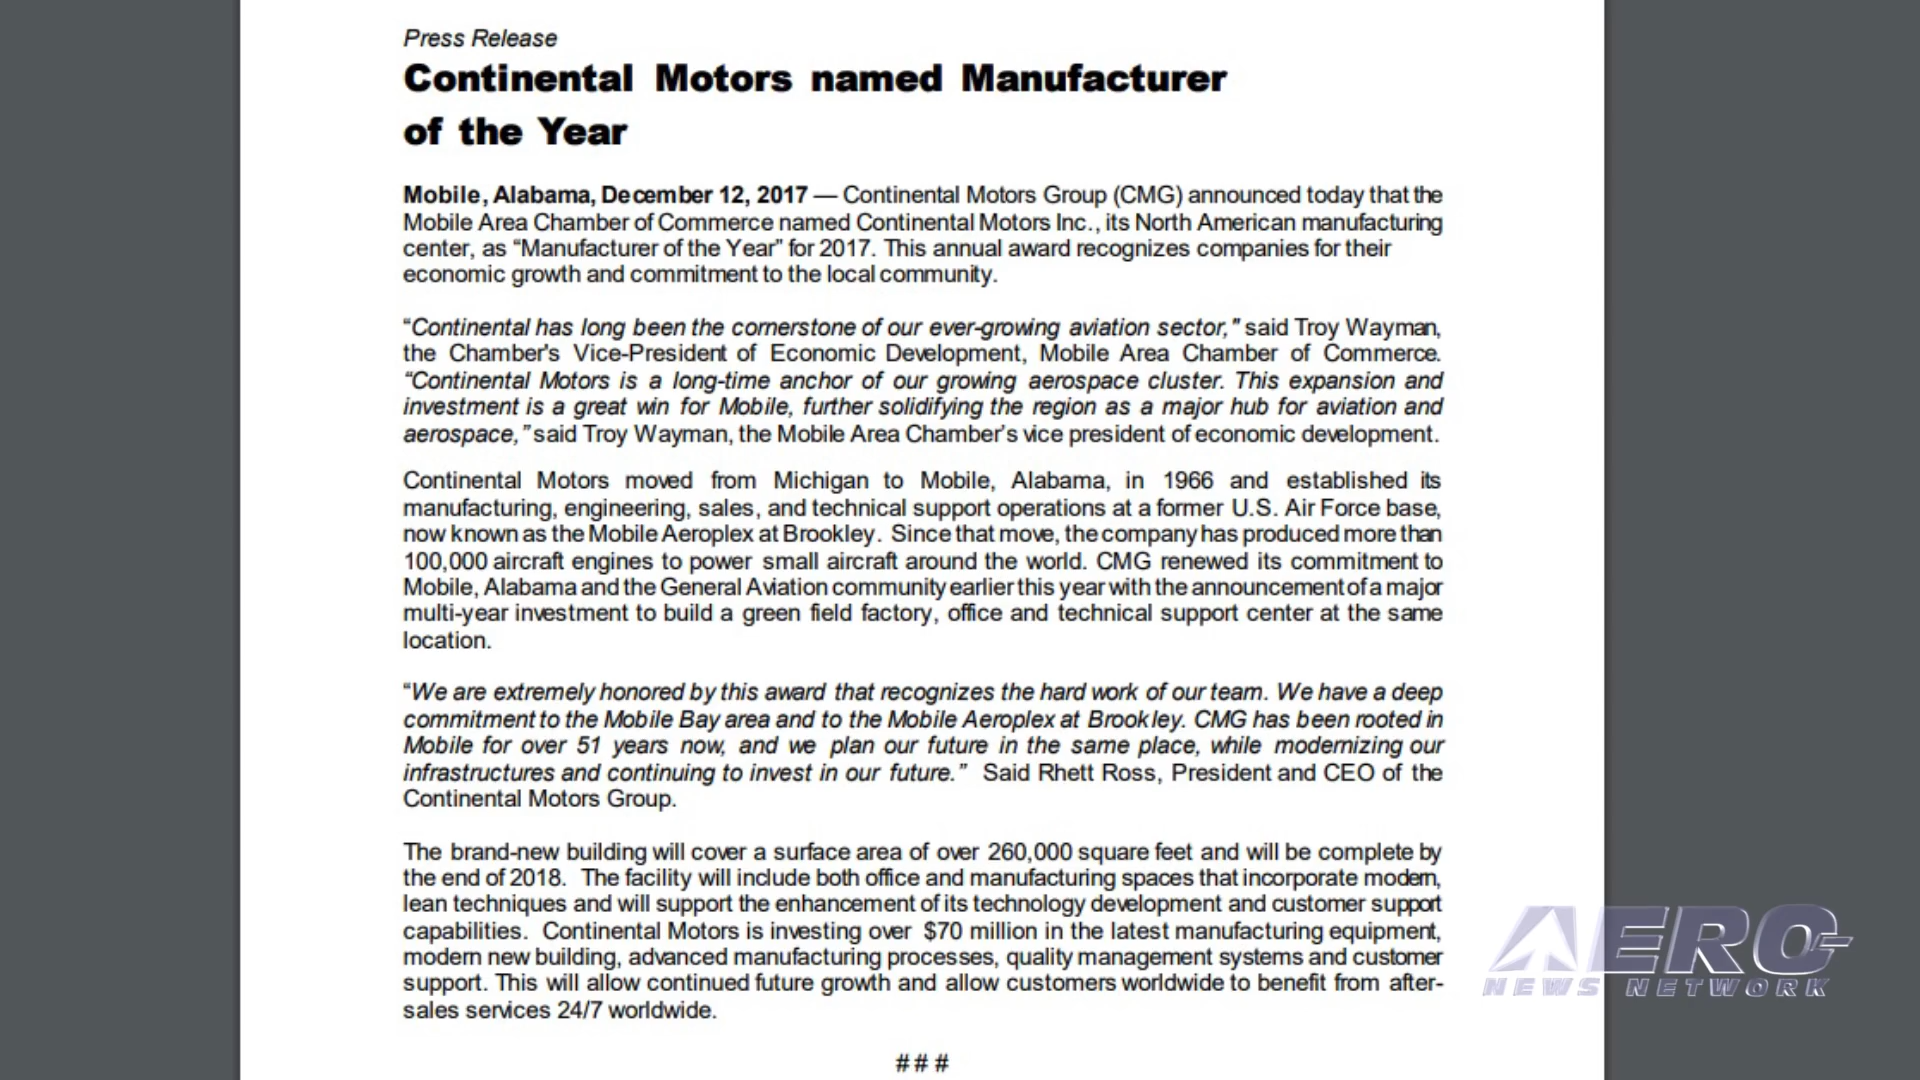 Press Release
Continental Motors named Manufacturer
of the Year
Mobile, Alabama, December 12, 2017 — Continental Motors Group (CMG) announced today that the
Mobile Area Chamber of Commerce named Continental Motors Inc., its North American manufacturing
center, as “Manufacturer of the Year” for 2017. This annual award recognizes companies for their
economic growth and commitment to the local community.
“Continental has long been the cornerstone of our ever-growing aviation sector,” said Troy Wayman,
the Chamber's Vice-President of Economic Development, Mobile Area Chamber of Commerce.
“Continental Motors is a long-time anchor of our growing aerospace cluster. This expansion and
investment is a great win for Mobile, further solidifying the region as a major hub for aviation and
aerospace,” said Troy Wayman, the Mobile Area Chamber’s vice president of economic development.
Continental Motors moved from Michigan to Mobile, Alabama, in 1966 and established its
manufacturing, engineering, sales, and technical support operations at a former U.S. Air Force base,
now known as the Mobile Aeroplex at Brookley. Since that move, the company has produced more than
100,000 aircraft engines to power small aircraft around the world. CMG renewed its commitment to
Mobile, Alabama and the General Aviation community earlier this year with the announcement of a major
multi-year investment to build a green field factory, office and technical support center at the same
location.
“We are extremely honored by this award that recognizes the hard work of our team. We have a deep
commitment to the Mobile Bay area and to the Mobile Aeroplex at Brookley. CMG has been rooted in
Mobile for over 51 years now, and we plan our future in the same place, while modernizing our
infrastructures and continuing to invest in our future.” Said Rhett Ross, President and CEO of the
Continental Motors Group.
The brand-new building will cover a surface area of over 260,000 square feet and will be complete by
the end of 2018. The facility will include both office and manufacturing spaces that incorporate modern,
lean techniques and will support the enhancement of its technology development and customer support
capabilities. Continental Motors is investing over $70 million in the latest manufacturing equipment,
modern new building, advanced manufacturing processes, quality management systems and customer
support. This will allow continued future growth and allow customers worldwide to benefit from after-
sales services 24/7 worldwide.
# # #
AERO-
NEWS NETWORK